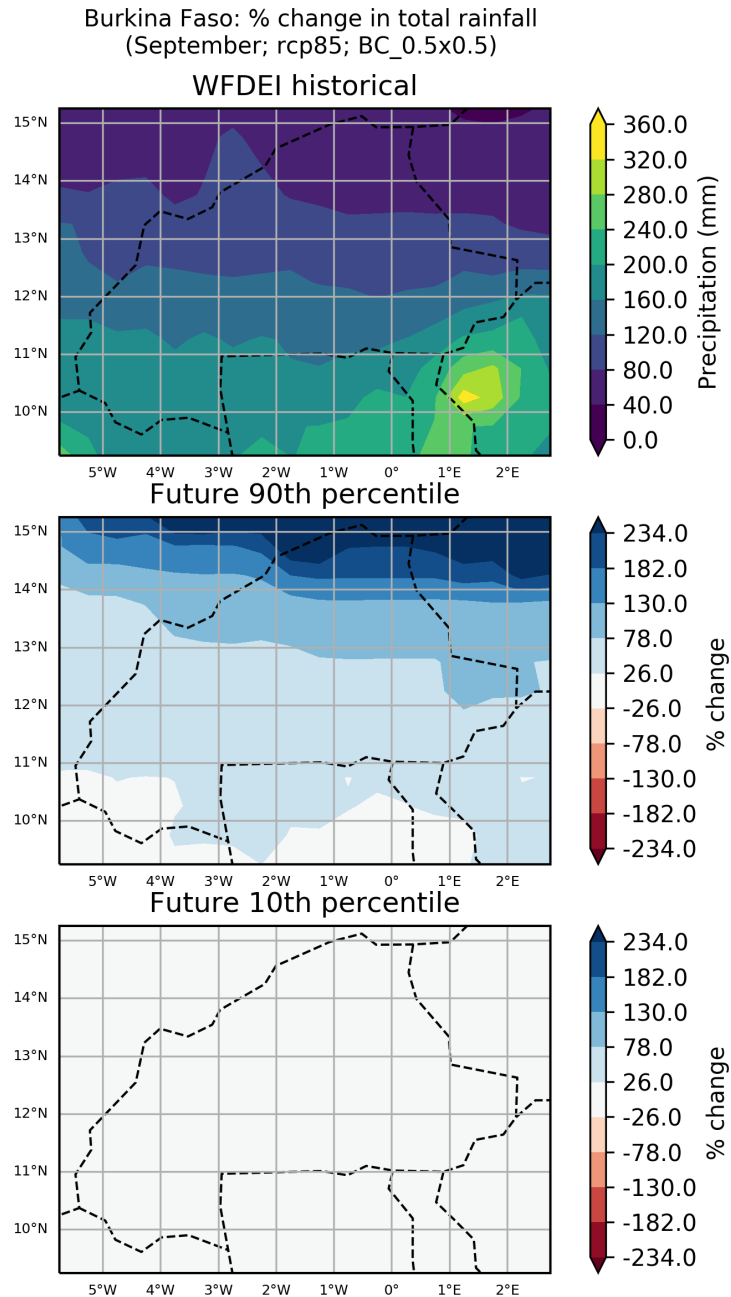 Burkina Faso: % change in total rainfall
(September; rcp85; BC_0.5x0.5)
WFDEI historical
15°N
14°N
13°N
12°N
11°N
10°N
5°W 4°W 3°W 2°W 1°W 0° 1°E 2°E
360.0
320.0
280.0
240.0
200.0
160.0
120.0
80.0
40.0
0.0
Precipitation (mm)
Future 90th percentile
15°N
14°N
13°N
12°N
11°N
10°N
5°W 4°W 3°W 2°W 1°W 0° 1°E 2°E
234.0
182.0
130.0
78.0
26.0
-26.0
-78.0
-130.0
-182.0
-234.0
% change
Future 10th percentile
15°N
14°N
13°N
12°N
11°N
10°N
5°W 4°W 3°W 2°W 1°W 0° 1°E 2°E
234.0
182.0
130.0
78.0
26.0
-26.0
-78.0
-130.0
-182.0
-234.0
% change